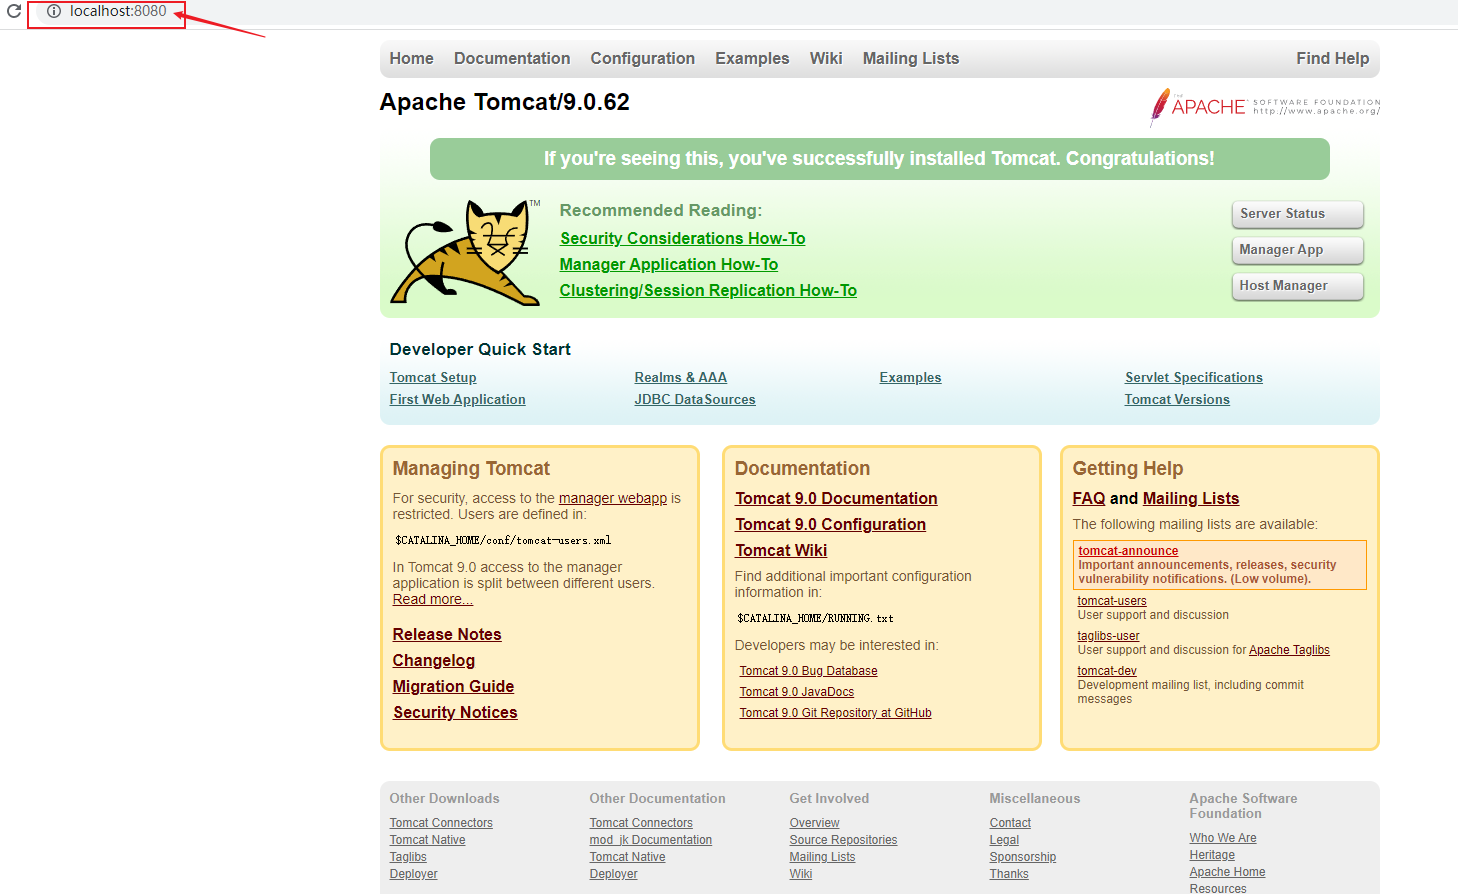 localhost:8080
Home Documentation Configuration Examples Wiki Mailing Lists Find Help
Apache Tomcat/9.0.62
APACHE SOFTWARE FOUNDATION
http://www.apache.org/
If you're seeing this, you've successfully installed Tomcat. Congratulations!
TM
Recommended Reading:
Security Considerations How-To
Manager Application How-To
Clustering/Session Replication How-To
Server Status
Manager App
Host Manager
Developer Quick Start
Tomcat Setup
First Web Application
Realms & AAA
JDBC DataSources
Examples
Servlet Specifications
Tomcat Versions
Managing Tomcat
For security, access to the manager webapp is
restricted. Users are defined in:
$CATALINA_HOME/conf/tomcat-users.xml
In Tomcat 9.0 access to the manager
application is split between different users.
Read more...
Release Notes
Changelog
Migration Guide
Security Notices
Documentation
Tomcat 9.0 Documentation
Tomcat 9.0 Configuration
Tomcat Wiki
Find additional important configuration
information in:
$CATALINA_HOME/RUNNING.txt
Developers may be interested in:
Tomcat 9.0 Bug Database
Tomcat 9.0 JavaDocs
Tomcat 9.0 Git Repository at GitHub
Getting Help
FAQ and Mailing Lists
The following mailing lists are available:
tomcat-announce
Important announcements, releases, security
vulnerability notifications. (Low volume).
tomcat-users
User support and discussion
taglibs-user
User support and discussion for Apache Taglibs
tomcat-dev
Development mailing list, including commit
messages
Other Downloads
Tomcat Connectors
Tomcat Native
Taglibs
Deployer
Other Documentation
Tomcat Connectors
mod_jk Documentation
Tomcat Native
Deployer
Get Involved
Overview
Source Repositories
Mailing Lists
Wiki
Miscellaneous
Contact
Legal
Sponsorship
Thanks
Apache Software
Foundation
Who We Are
Heritage
Apache Home
Resources